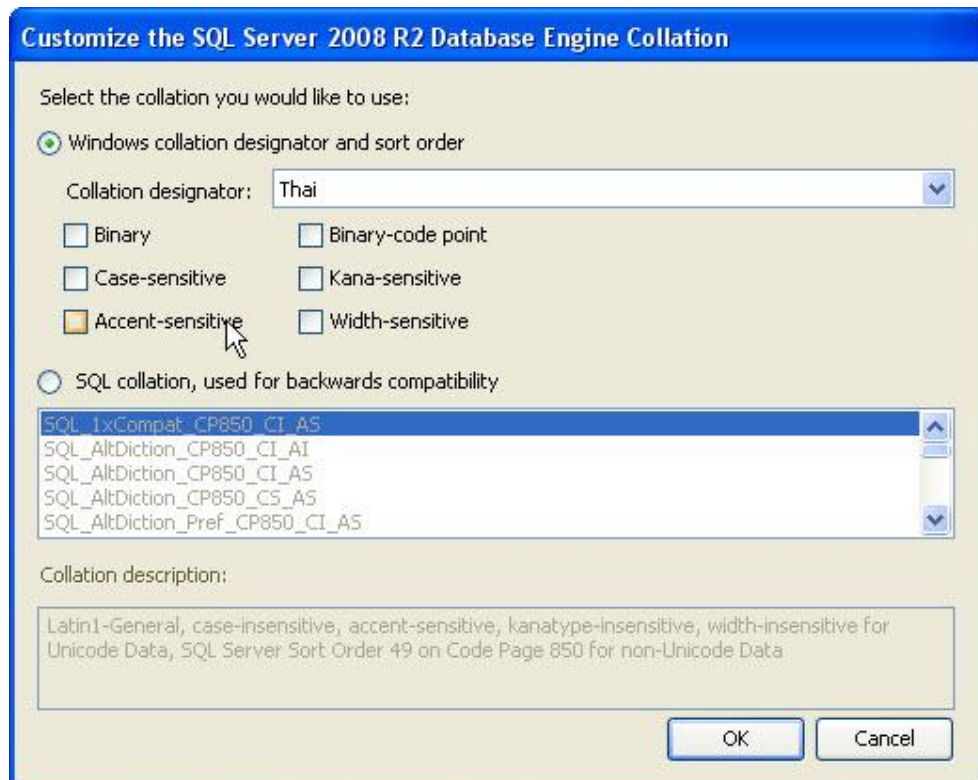 Customize the SQL Server 2008 R2 Database Engine Collation
Select the collation you would like to use:
Windows collation designator and sort order
Collation designator: Thai
Binary Binary-code point
Case-sensitive Kana-sensitive
Accent-sensitive Width-sensitive
SQL collation, used for backwards compatibility
SQL_1xCompat_CP850_CI_AS
SQL_AltDiction_CP850_CI_AI
SQL_AltDiction_CP850_CI_AS
SQL_AltDiction_CP850_CS_AS
SQL_AltDiction_Pref_CP850_CI_AS
Collation description:
Latin1-General, case-insensitive, accent-sensitive, kanatype-insensitive, width-insensitive for
Unicode Data, SQL Server Sort Order 49 on Code Page 850 for non-Unicode Data
OK Cancel